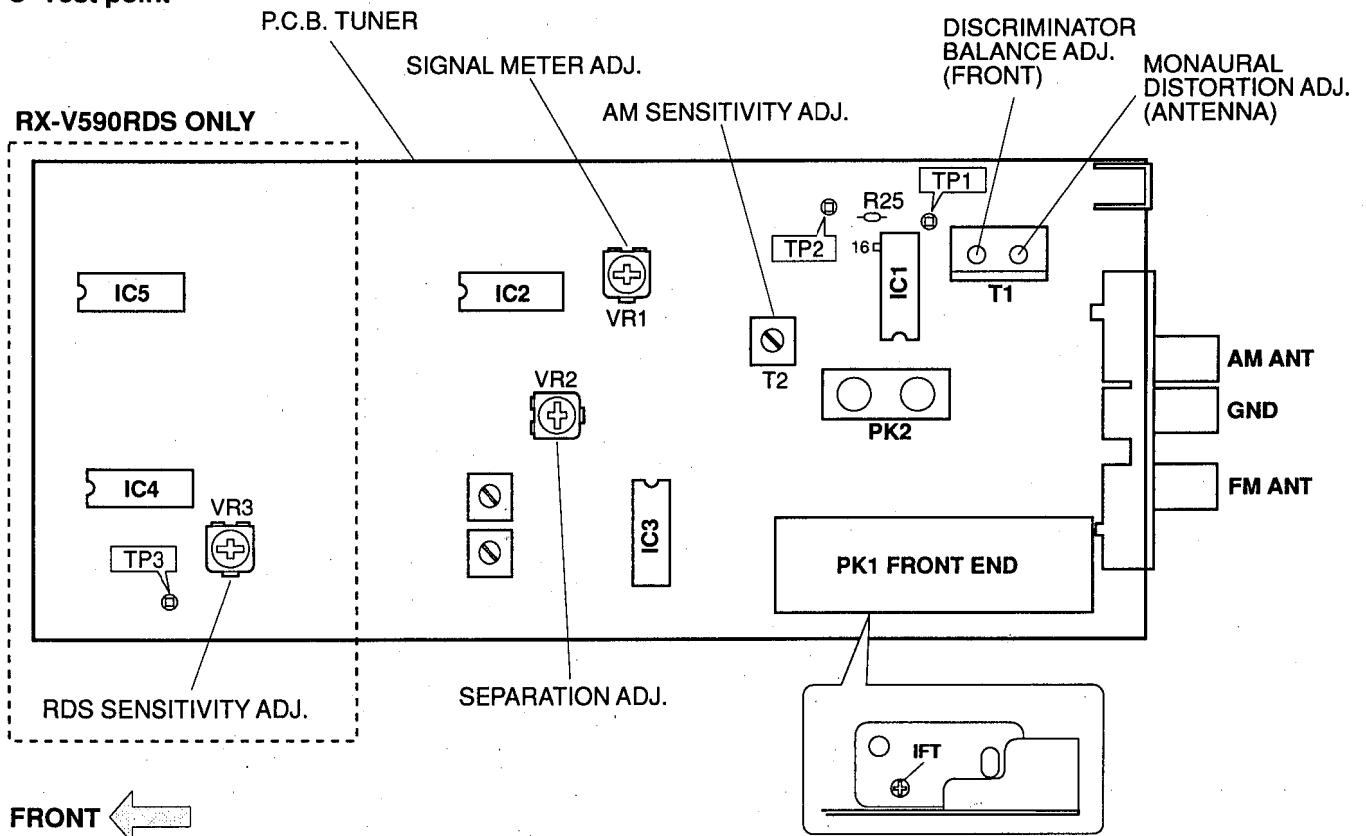 P.C.B. TUNER
DISCRIMINATOR
BALANCE ADJ.
(FRONT)
SIGNAL METER ADJ.
MONAURAL
DISTORTION ADJ.
(ANTENNA)
AM SENSITIVITY ADJ.
RX-V590RDS ONLY
TP1
R25
TP2
16
IC1
T1
IC5
IC2
VR1
T2
AM ANT
VR2
PK2
GND
IC4
VR3
IC3
FM ANT
TP3
PK1 FRONT END
RDS SENSITIVITY ADJ.
SEPARATION ADJ.
IFT
FRONT